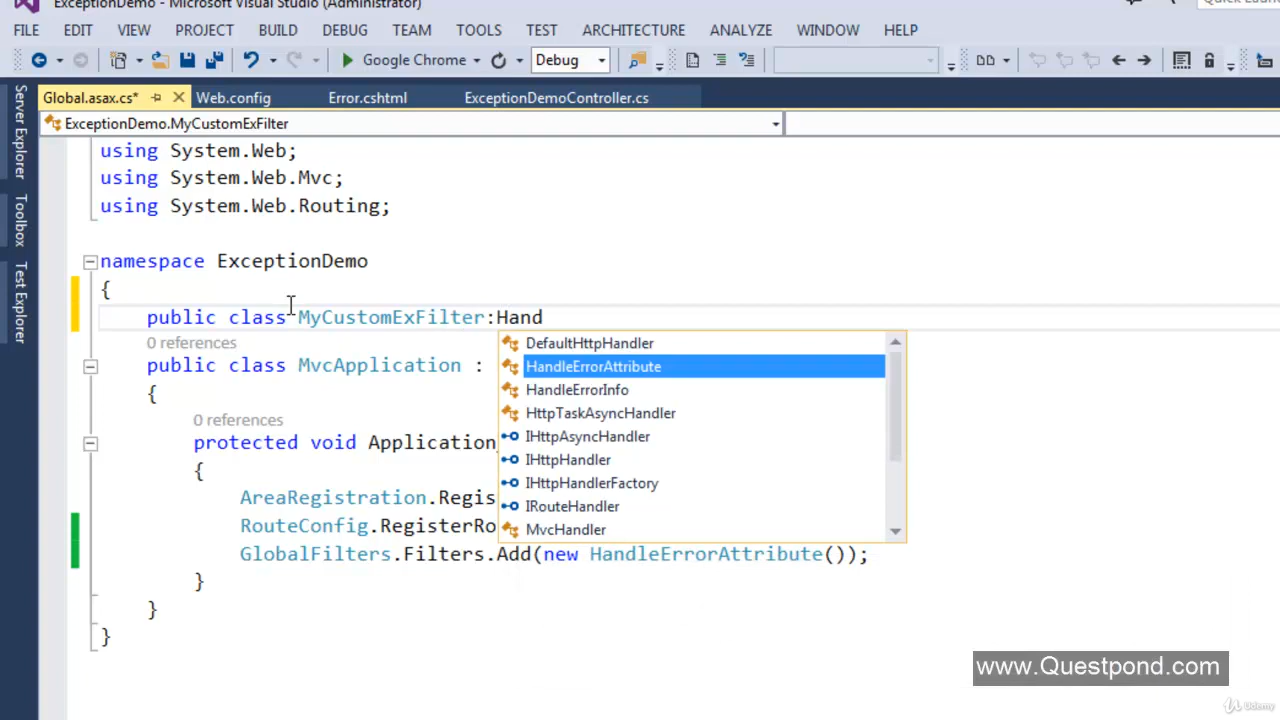 ExceptionDemo - Microsoft Visual Studio (Administrator)
Quick Laun
FILE EDIT VIEW PROJECT BUILD DEBUG TEAM TOOLS TEST ARCHITECTURE ANALYZE WINDOW HELP
Google Chrome Debug
Global.asax.cs* Web.config Error.cshtml ExceptionDemoController.cs
Server Explorer
Toolbox
Test Explorer
ExceptionDemo.MyCustomExFilter
using System.Web;
using System.Web.Mvc;
using System.Web.Routing;
namespace ExceptionDemo
{
public class MyCustomExFilter:Hand
0 references
public class MvcApplication :
{
0 references
protected void Application_
{
AreaRegistration.Regis
RouteConfig.RegisterRo
GlobalFilters.Filters.Add(new HandleErrorAttribute());
}
}
}
DefaultHttpHandler
HandleErrorAttribute
HandleErrorInfo
HttpTaskAsyncHandler
IHttpAsyncHandler
IHttpHandler
IHttpHandlerFactory
IRouteHandler
MvcHandler
www.Questpond.com
Udemy